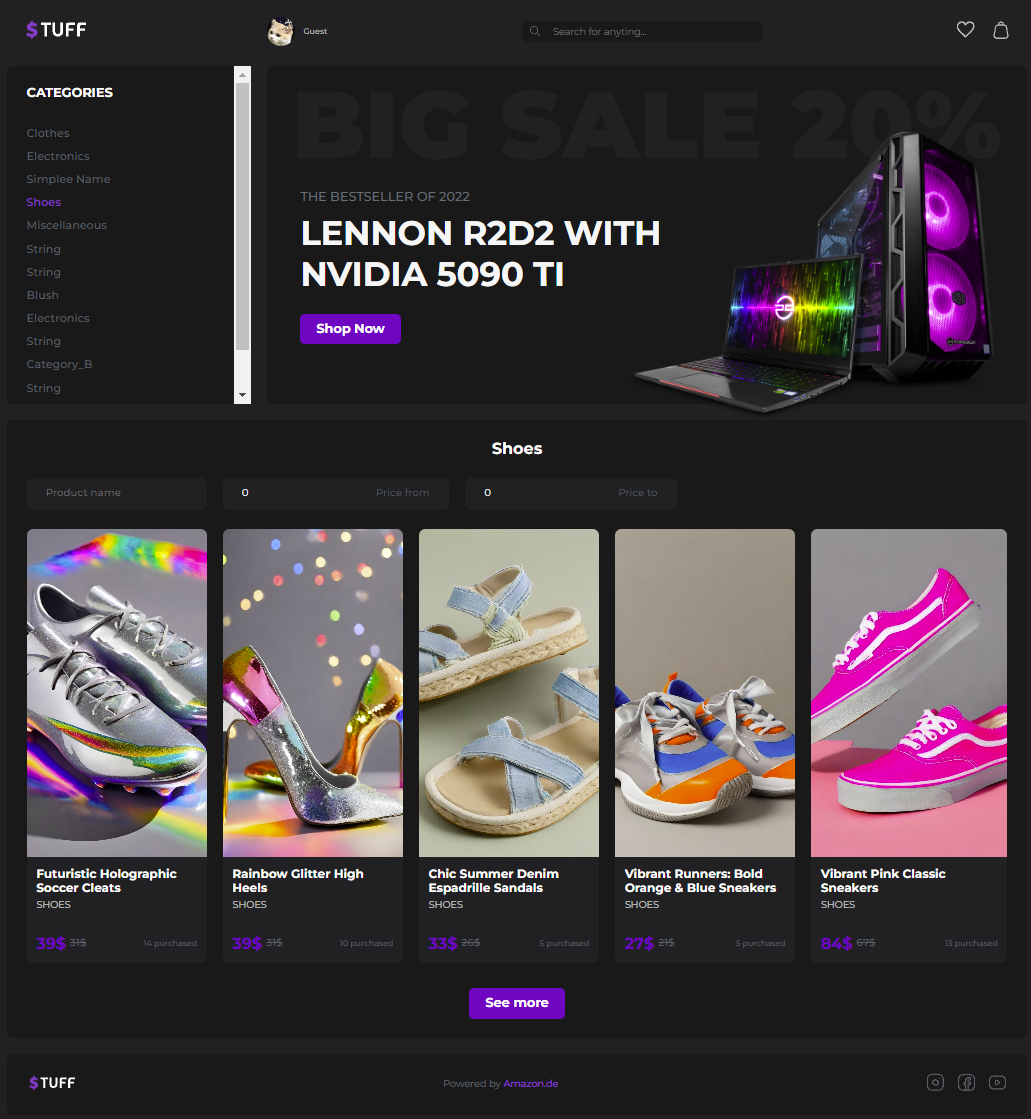 $TUFF
Guest
Search for anyting...
CATEGORIES
Clothes
Electronics
Simplee Name
Shoes
Miscellaneous
String
String
Blush
Electronics
String
Category_B
String
BIG SALE 20%
THE BESTSELLER OF 2022
LENNON R2D2 WITH
NVIDIA 5090 TI
Shop Now
Shoes
Product name
0 Price from
0 Price to
Futuristic Holographic
Soccer Cleats
SHOES
39$ 31$ 14 purchased
Rainbow Glitter High
Heels
SHOES
39$ 31$ 10 purchased
Chic Summer Denim
Espadrille Sandals
SHOES
33$ 26$ 5 purchased
Vibrant Runners: Bold
Orange & Blue Sneakers
SHOES
27$ 21$ 5 purchased
Vibrant Pink Classic
Sneakers
SHOES
84$ 67$ 13 purchased
See more
$TUFF
Powered by Amazon.de